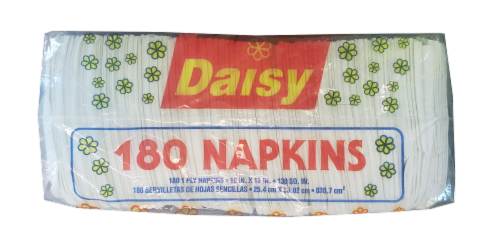 Daisy
180 NAPKINS
180 1 PLY NAPKINS • 10 IN. X 13 IN. • 130 SQ. IN.
180 SERVILLETAS DE HOJAS SENCILLAS • 25.4 cm X 33.02 cm • 838.7 cm²